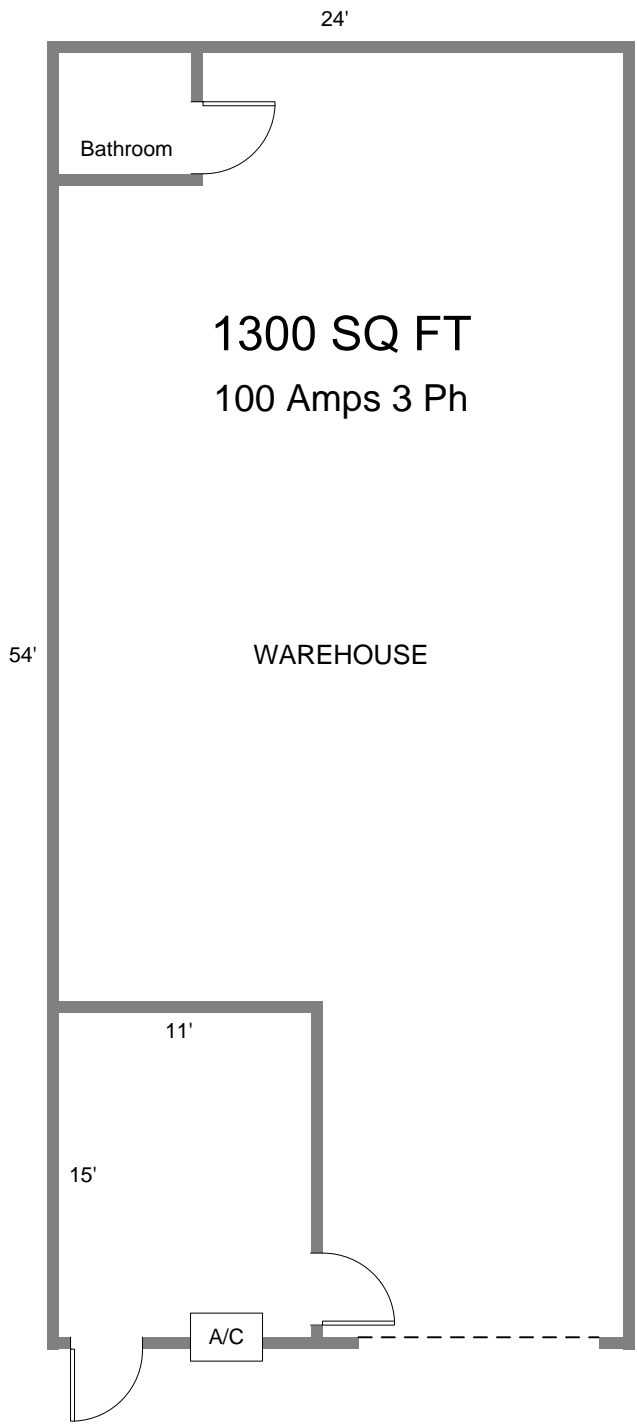 24'
Bathroom
1300 SQ FT
100 Amps 3 Ph
54'
WAREHOUSE
11'
15'
A/C